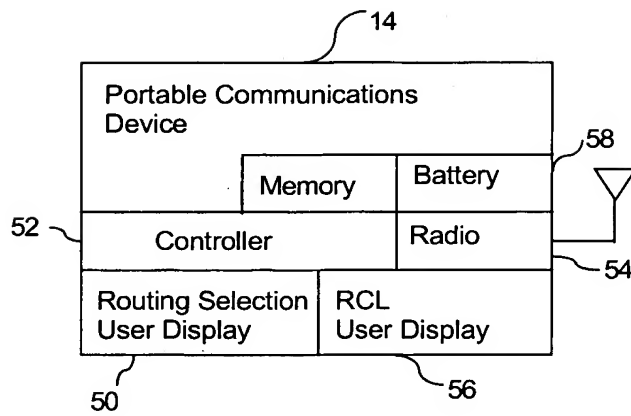 14
Portable Communications
Device
58
Memory
Battery
52
Controller
Radio
54
Routing Selection
User Display
RCL
User Display
50
56